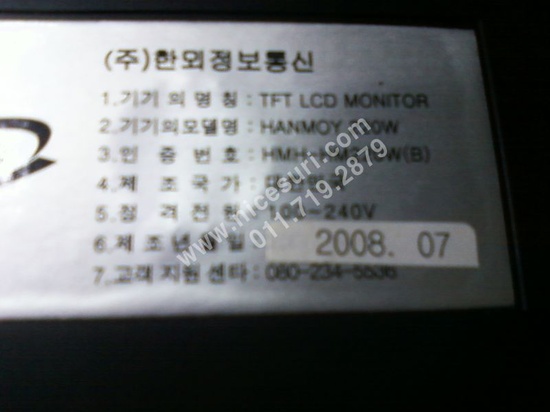 (주)한외정보통신
1.기기의명칭 : TFT LCD MONITOR
2.기기의모델명 : HANMOY
3.인증번호 :
4.제조국가 :
5.정격전원 : 100-240V
6.제조년월일 2008. 07
7.고객지원센타 : 080-234-5536
www.nicesuri.com
011.719.2879